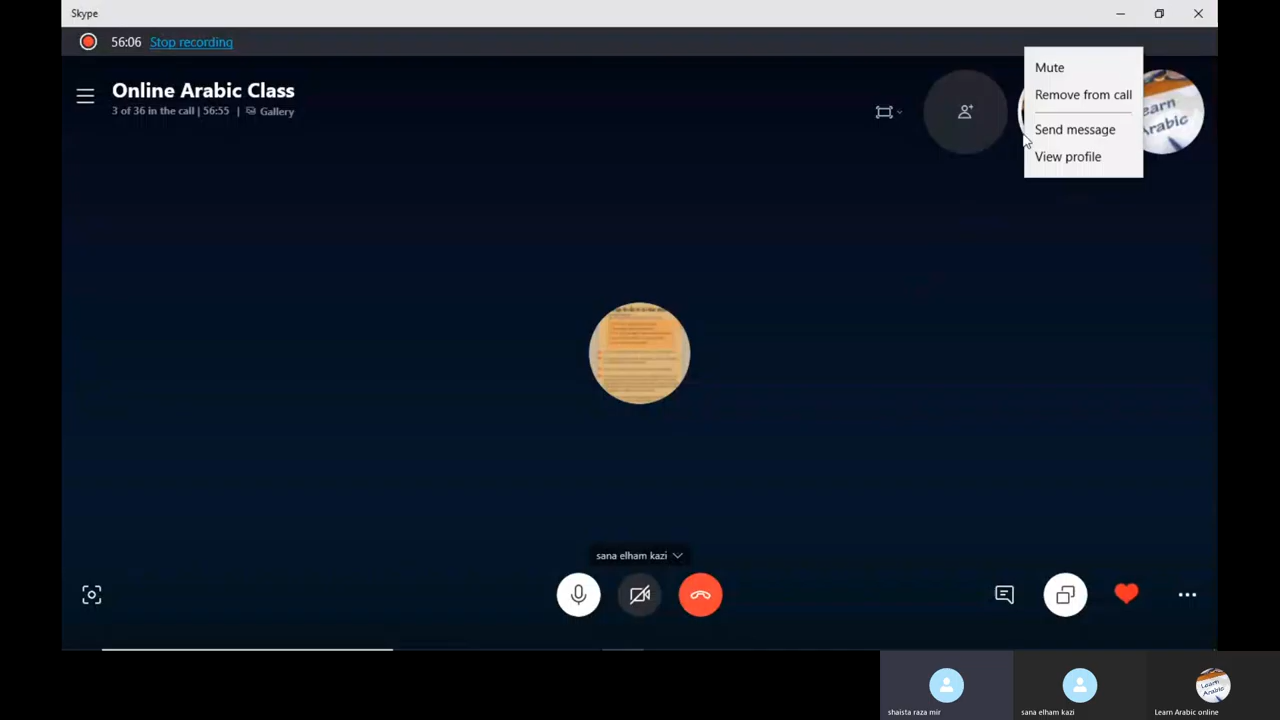 Skype
56:06 Stop recording
Online Arabic Class
3 of 36 in the call | 56:55 | Gallery
Mute
Remove from call
Send message
View profile
earn
Arabic
sana elham kazi
Learn
Arabic
shaista raza mir
sana elham kazi
Learn Arabic online